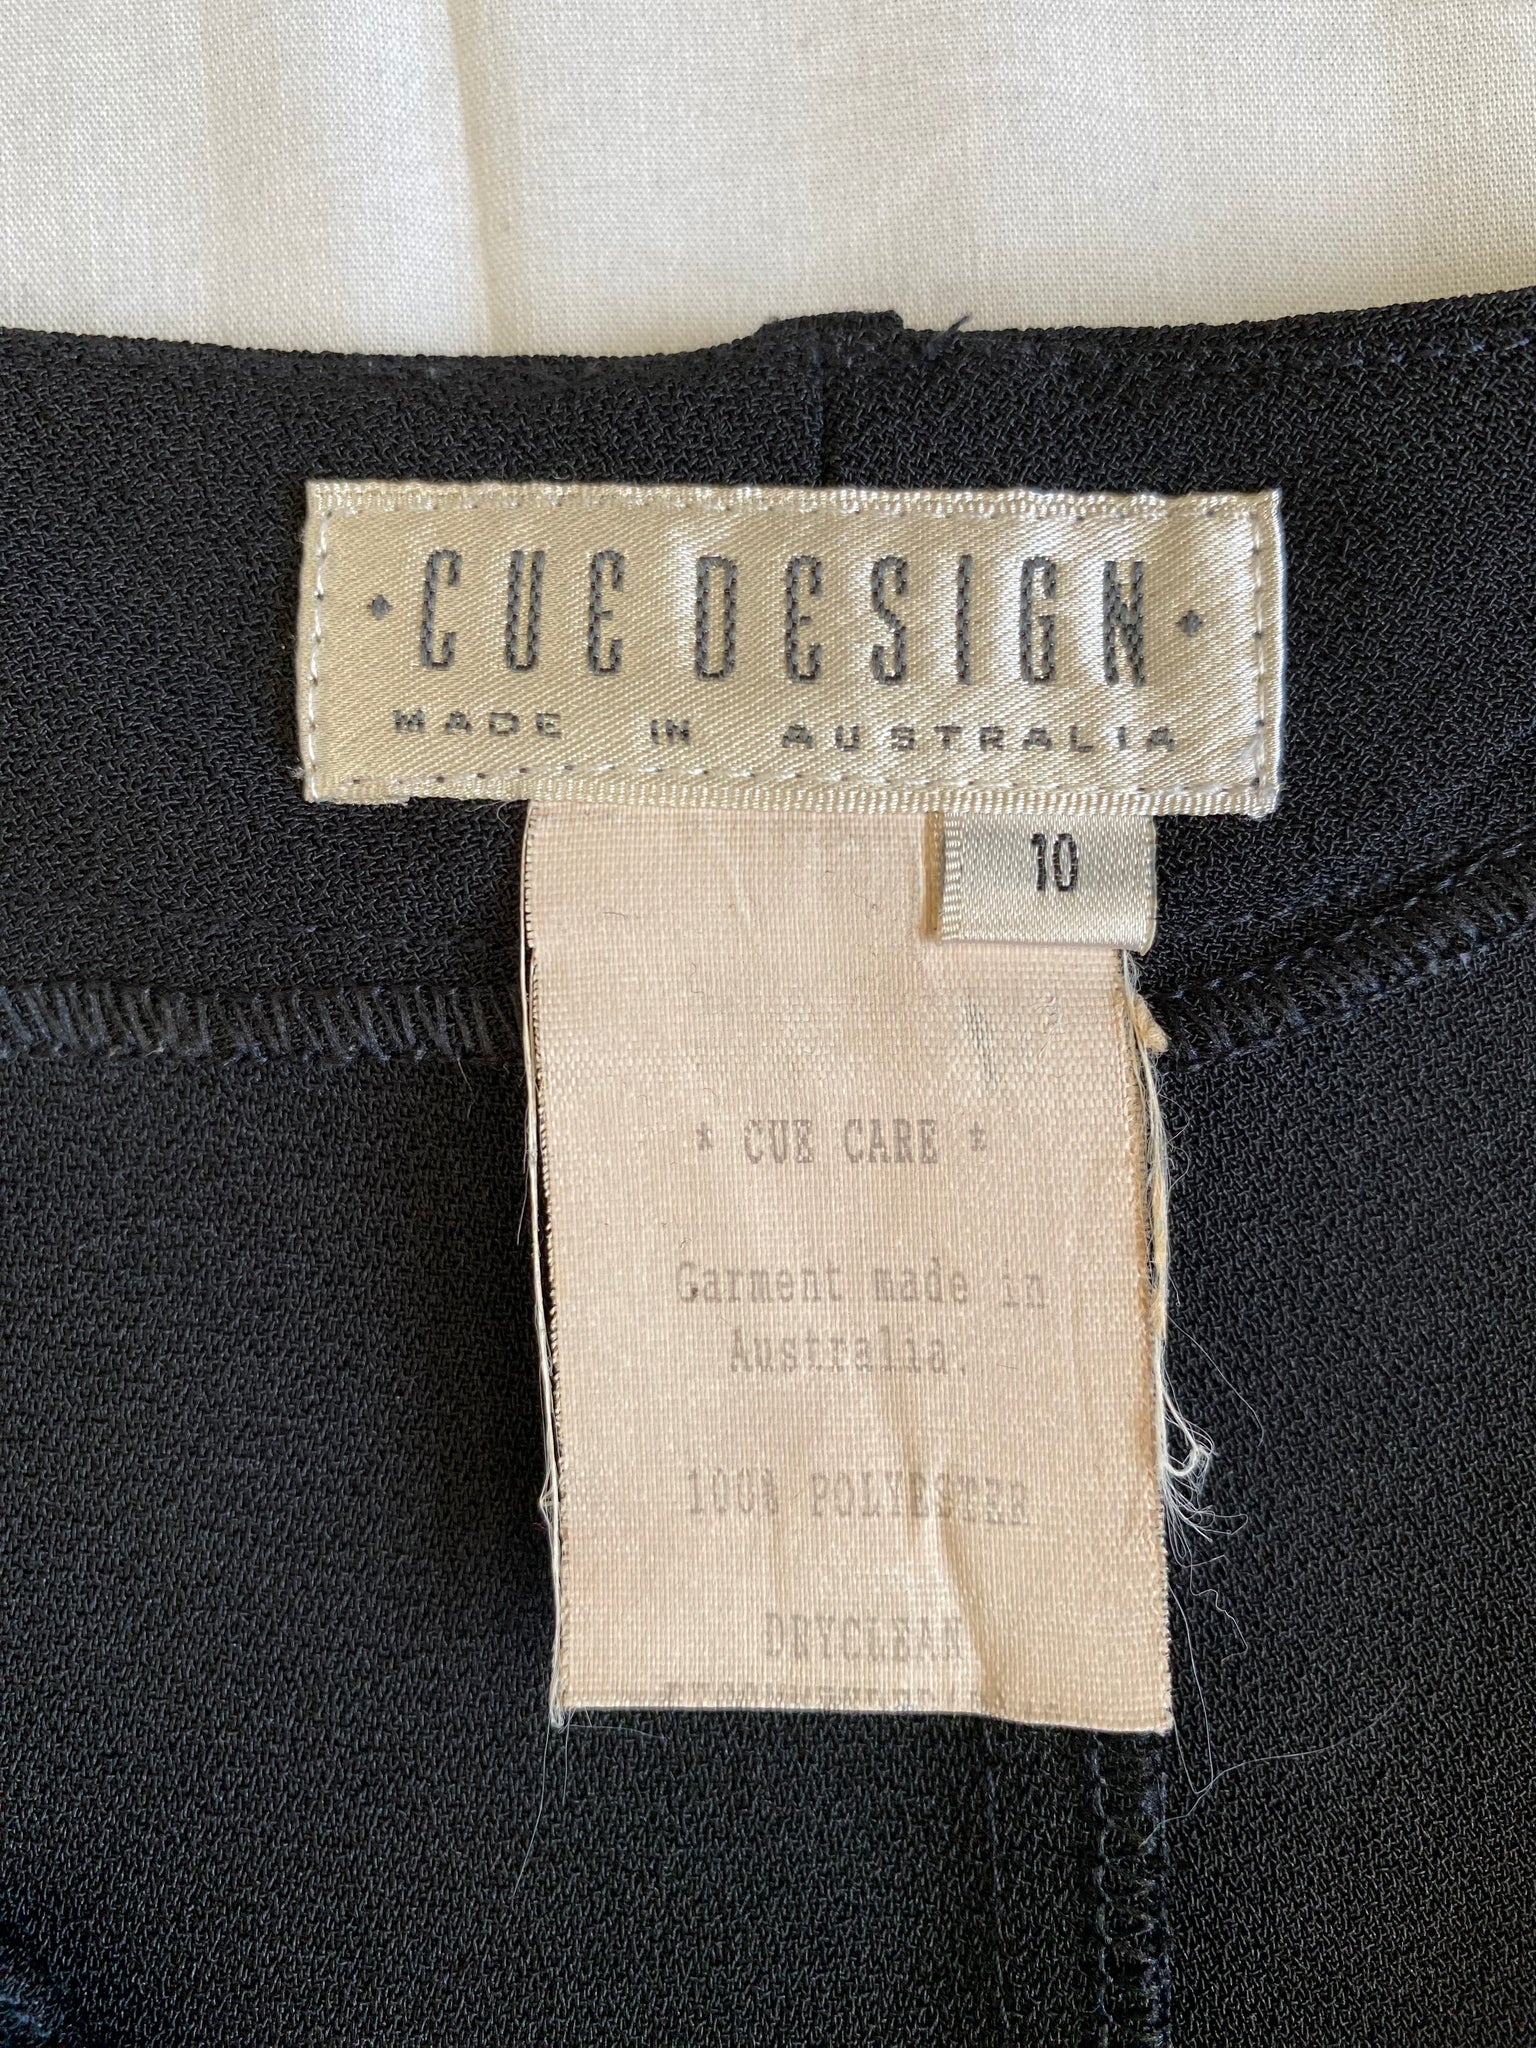 · CUE DESIGN ·
MADE IN AUSTRALIA
10
* CUE CARE *
Garment made in
Australia.
100% POLYESTER
DRYCLEAN